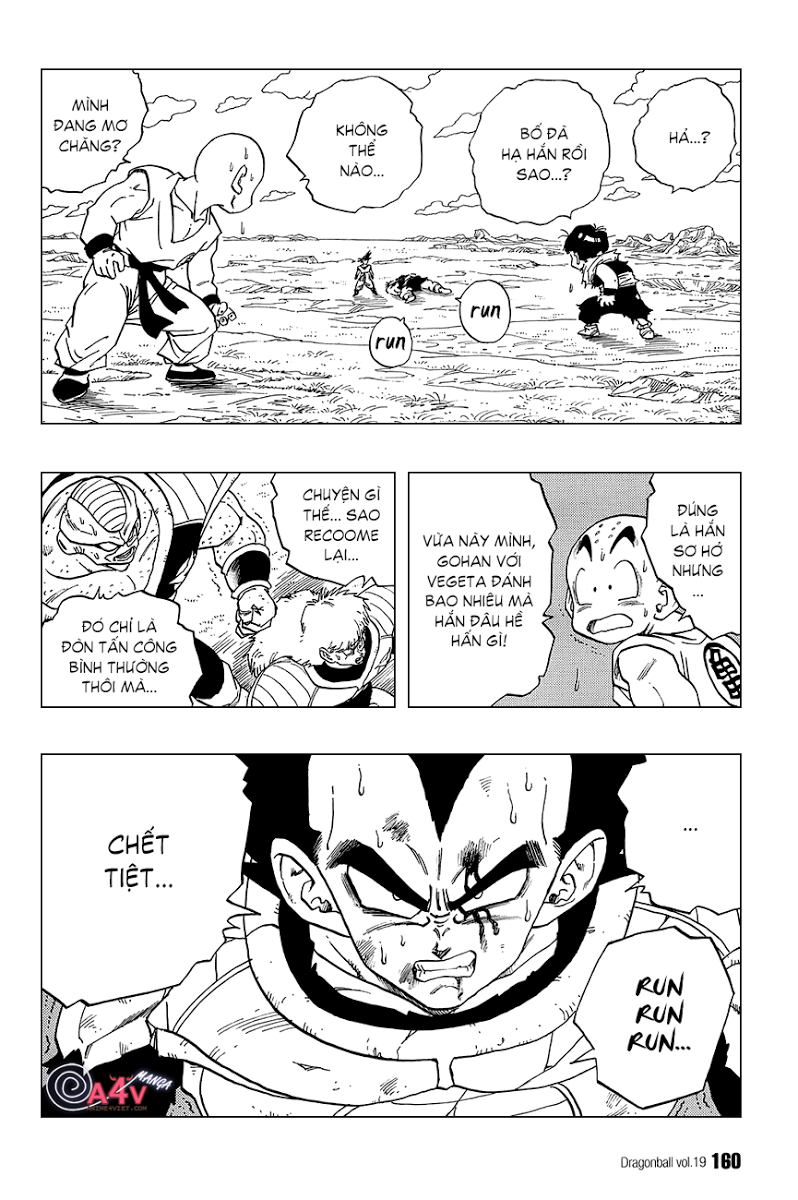 MÌNH
ĐANG MƠ
CHĂNG?
KHÔNG
THỂ
NÀO...
BỐ ĐÃ
HẠ HẮN RỒI
SAO...?
HẢ...?
run
run
CHUYỆN GÌ
THẾ... SAO
RECOOME
LẠI...
ĐÓ CHỈ LÀ
ĐÒN TẤN CÔNG
BÌNH THƯỜNG
THÔI MÀ...
ĐÚNG
LÀ HẮN
SƠ HỞ
NHƯNG
...
VỪA NÃY MÌNH,
GOHAN VỚI
VEGETA ĐÁNH
BAO NHIÊU MÀ
HẮN ĐÂU HỀ
HẤN GÌ!
CHẾT
TIỆT...
...
RUN
RUN
RUN...
A4V MANGA
ANIME4VIET.COM
Dragonball vol.19 160